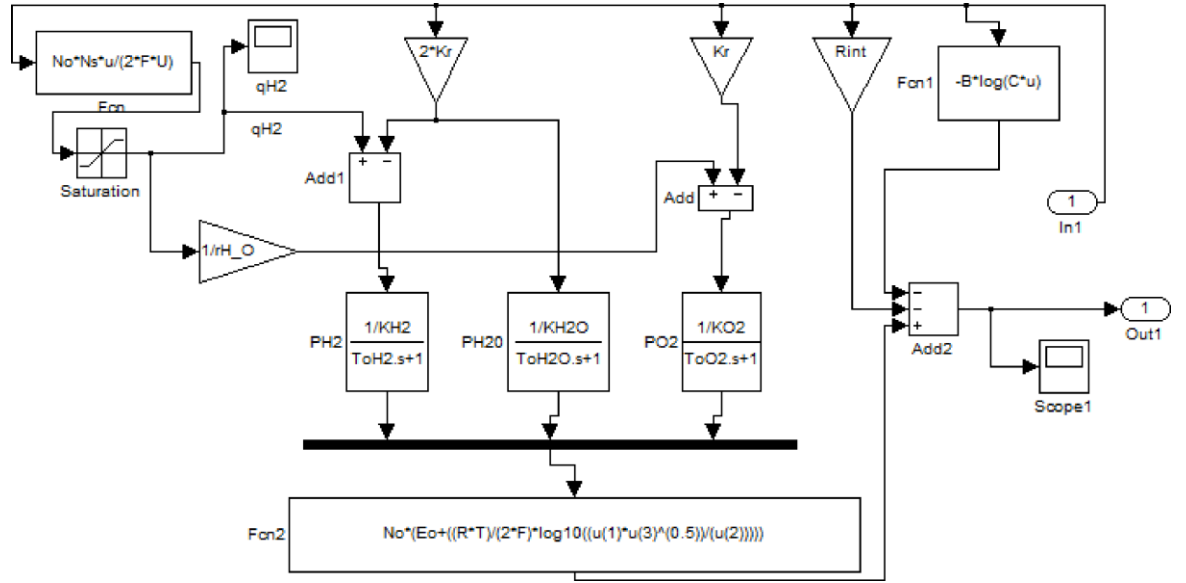 No*Ns*u/(2*F*U)
Fcn
qH2
qH2
2*Kr
Kr
Rint
Fcn1
-B*log(C*u)
Saturation
+ −
Add1
Add
+ −
1
In1
1/rH_O
PH2
1/KH2
ToH2.s+1
PH20
1/KH2O
ToH2O.s+1
PO2
1/KO2
ToO2.s+1
−
−
+
Add2
1
Out1
Scope1
Fcn2
No*(Eo+((R*T)/(2*F)*log10((u(1)*u(3)^(0.5))/(u(2)))))